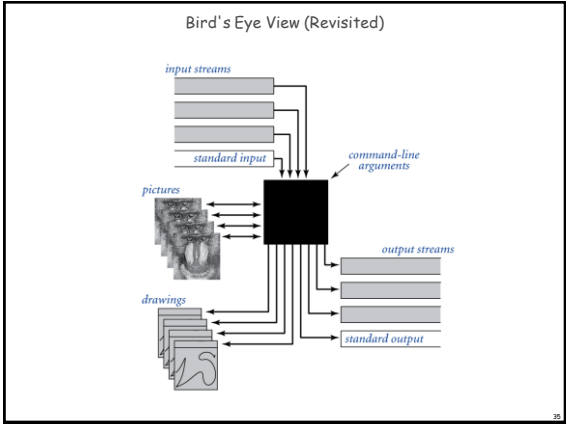 Bird's Eye View (Revisited)
input streams
standard input
command-line
arguments
pictures
output streams
drawings
standard output
35